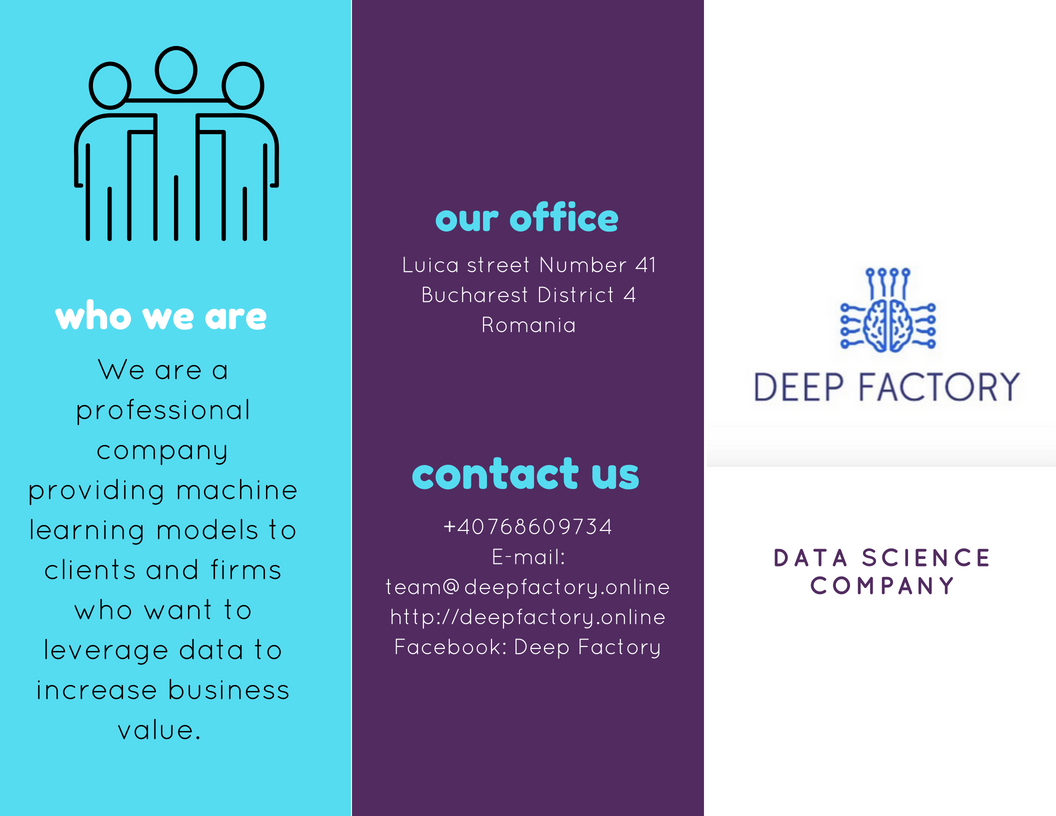 who we are
We are a
professional
company
providing machine
learning models to
clients and firms
who want to
leverage data to
increase business
value.
our office
Luica street Number 41
Bucharest District 4
Romania
contact us
+40768609734
E-mail:
team@deepfactory.online
http://deepfactory.online
Facebook: Deep Factory
DEEP FACTORY
DATA SCIENCE
COMPANY